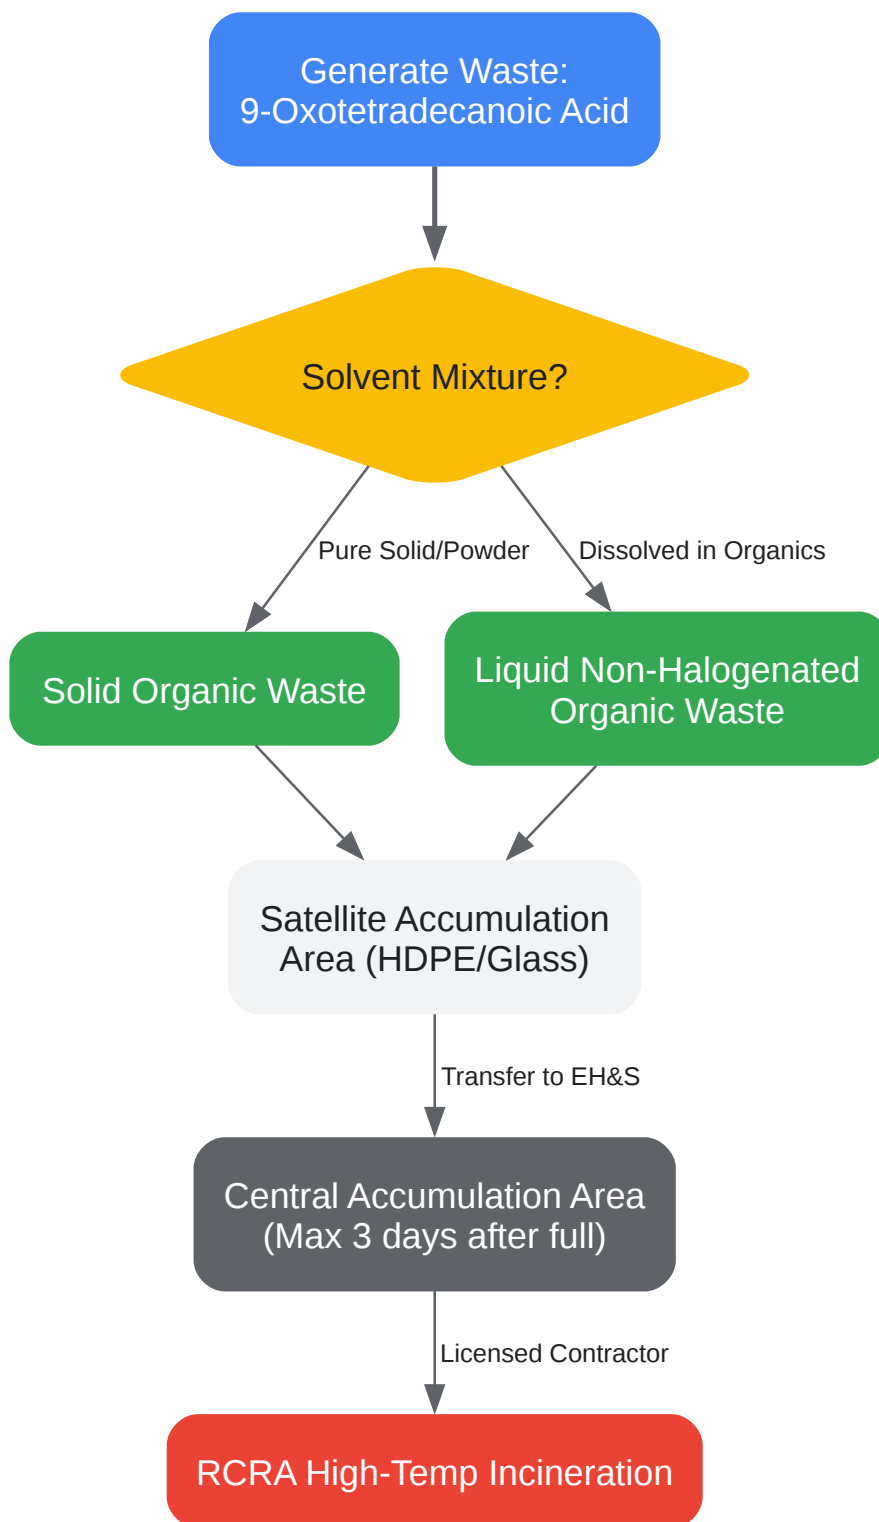 Generate Waste:
9-Oxotetradecanoic Acid
Solvent Mixture?
Pure Solid/Powder
Dissolved in Organics
Solid Organic Waste
Liquid Non-Halogenated
Organic Waste
Satellite Accumulation
Area (HDPE/Glass)
Transfer to EH&S
Central Accumulation Area
(Max 3 days after full)
Licensed Contractor
RCRA High-Temp Incineration